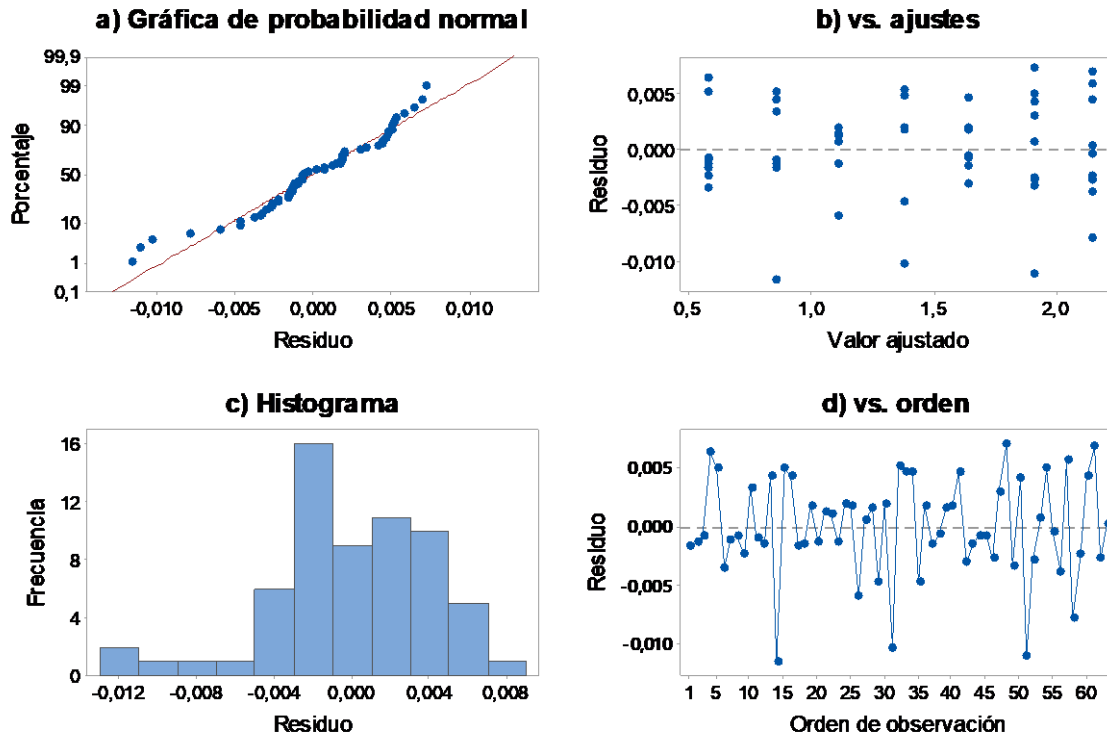 a) Gráfica de probabilidad normal
99,9
99
90
50
10
1
0,1
Porcentaje
-0,010 -0,005 0,000 0,005 0,010
Residuo
b) vs. ajustes
0,005
0,000
-0,005
-0,010
Residuo
0,5 1,0 1,5 2,0
Valor ajustado
c) Histograma
16
12
8
4
0
Frecuencia
-0,012 -0,008 -0,004 0,000 0,004 0,008
Residuo
d) vs. orden
0,005
0,000
-0,005
-0,010
Residuo
1 5 10 15 20 25 30 35 40 45 50 55 60
Orden de observación